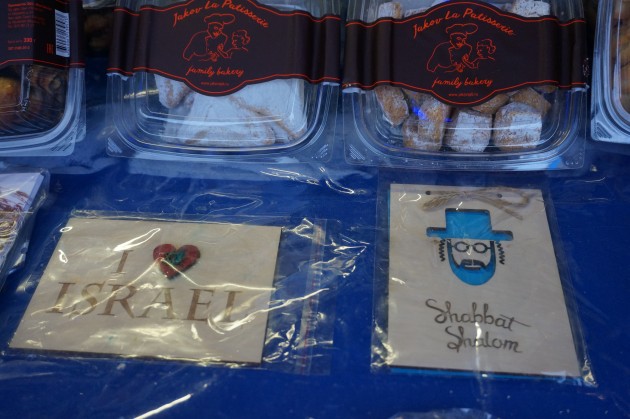 Jakov La Patisserie
family bakery
Jakov La Patisserie
family bakery
I
ISRAEL
Shabbat
Shalom